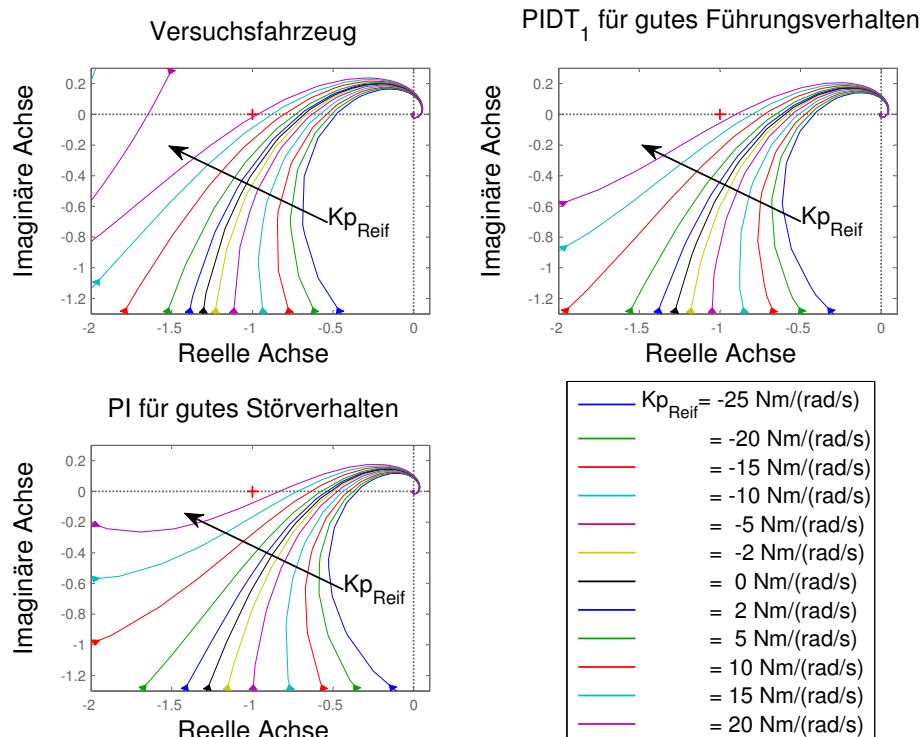 Versuchsfahrzeug
Imaginäre Achse
0.2
0
-0.2
-0.4
-0.6
-0.8
-1
-1.2
Kp_Reif
-2
-1.5
-1
-0.5
0
Reelle Achse
PIDT_1 für gutes Führungsverhalten
Imaginäre Achse
0.2
0
-0.2
-0.4
-0.6
-0.8
-1
-1.2
Kp_Reif
-2
-1.5
-1
-0.5
0
Reelle Achse
PI für gutes Störverhalten
Imaginäre Achse
0.2
0
-0.2
-0.4
-0.6
-0.8
-1
-1.2
Kp_Reif
-2
-1.5
-1
-0.5
0
Reelle Achse
Kp_Reif = -25 Nm/(rad/s)
= -20 Nm/(rad/s)
= -15 Nm/(rad/s)
= -10 Nm/(rad/s)
= -5 Nm/(rad/s)
= -2 Nm/(rad/s)
= 0 Nm/(rad/s)
= 2 Nm/(rad/s)
= 5 Nm/(rad/s)
= 10 Nm/(rad/s)
= 15 Nm/(rad/s)
= 20 Nm/(rad/s)